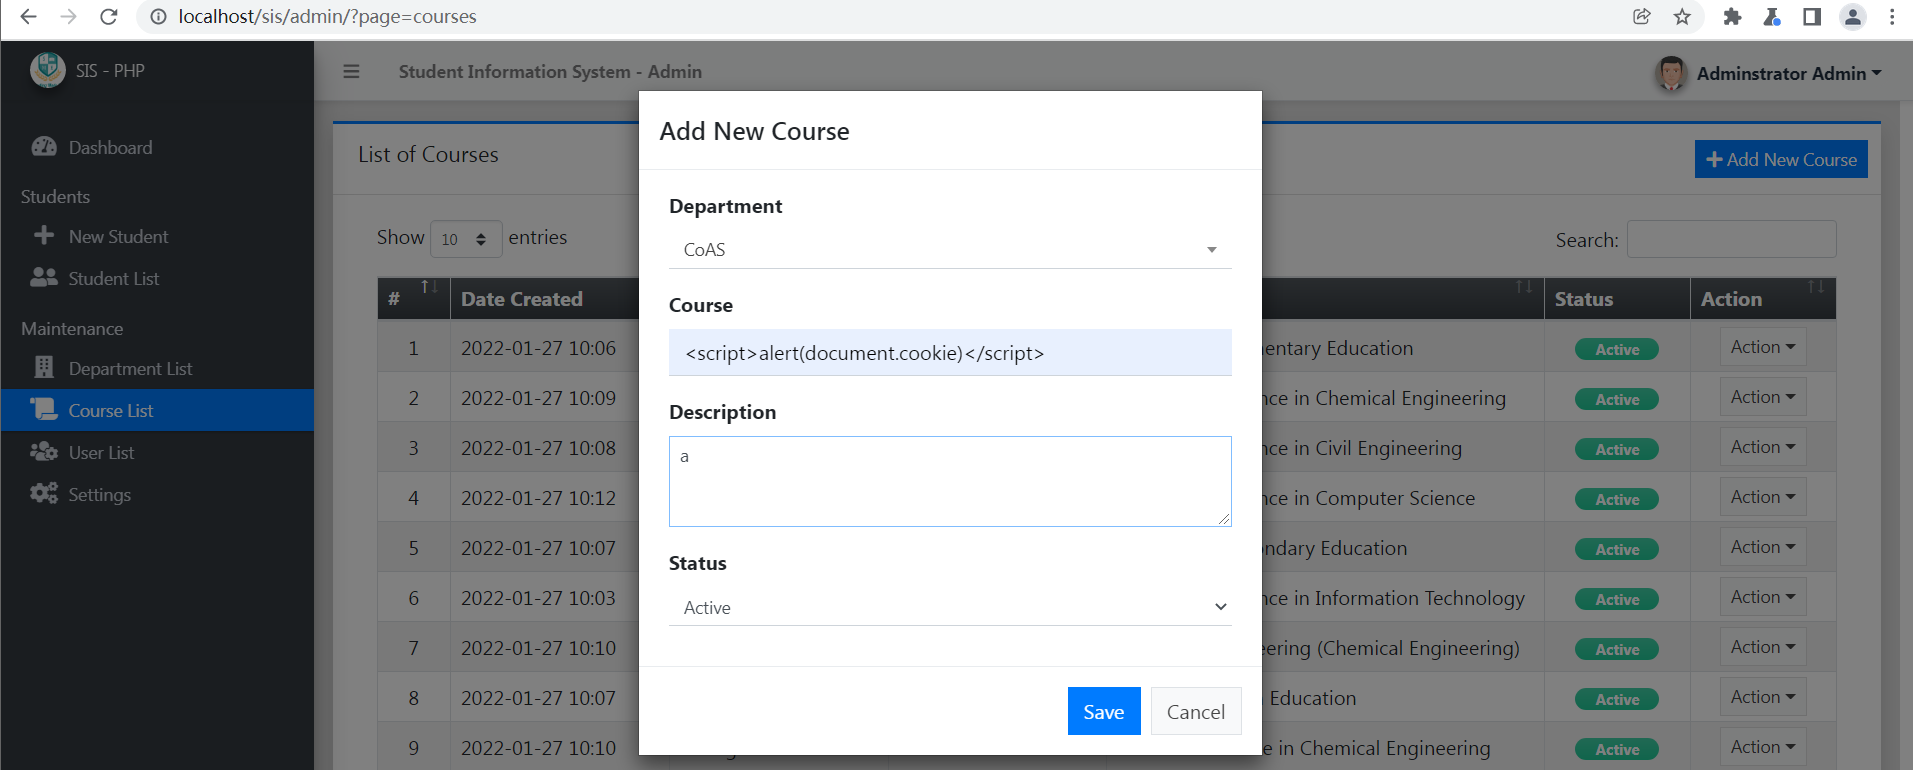 localhost/sis/admin/?page=courses
SIS - PHP
Student Information System - Admin
Adminstrator Admin
Dashboard
Students
New Student
Student List
Maintenance
Department List
Course List
User List
Settings
List of Courses
Add New Course
Show 10 entries
Search:
# Date Created Status Action
1 2022-01-27 10:06 Education Active Action
2 2022-01-27 10:09 in Chemical Engineering Active Action
3 2022-01-27 10:08 in Civil Engineering Active Action
4 2022-01-27 10:12 in Computer Science Active Action
5 2022-01-27 10:07 Education Active Action
6 2022-01-27 10:03 in Information Technology Active Action
7 2022-01-27 10:10 (Chemical Engineering) Active Action
8 2022-01-27 10:07 Education Active Action
9 2022-01-27 10:10 in Chemical Engineering Active Action
Add New Course
Department
CoAS
Course
<script>alert(document.cookie)</script>
Description
a
Status
Active
Save Cancel